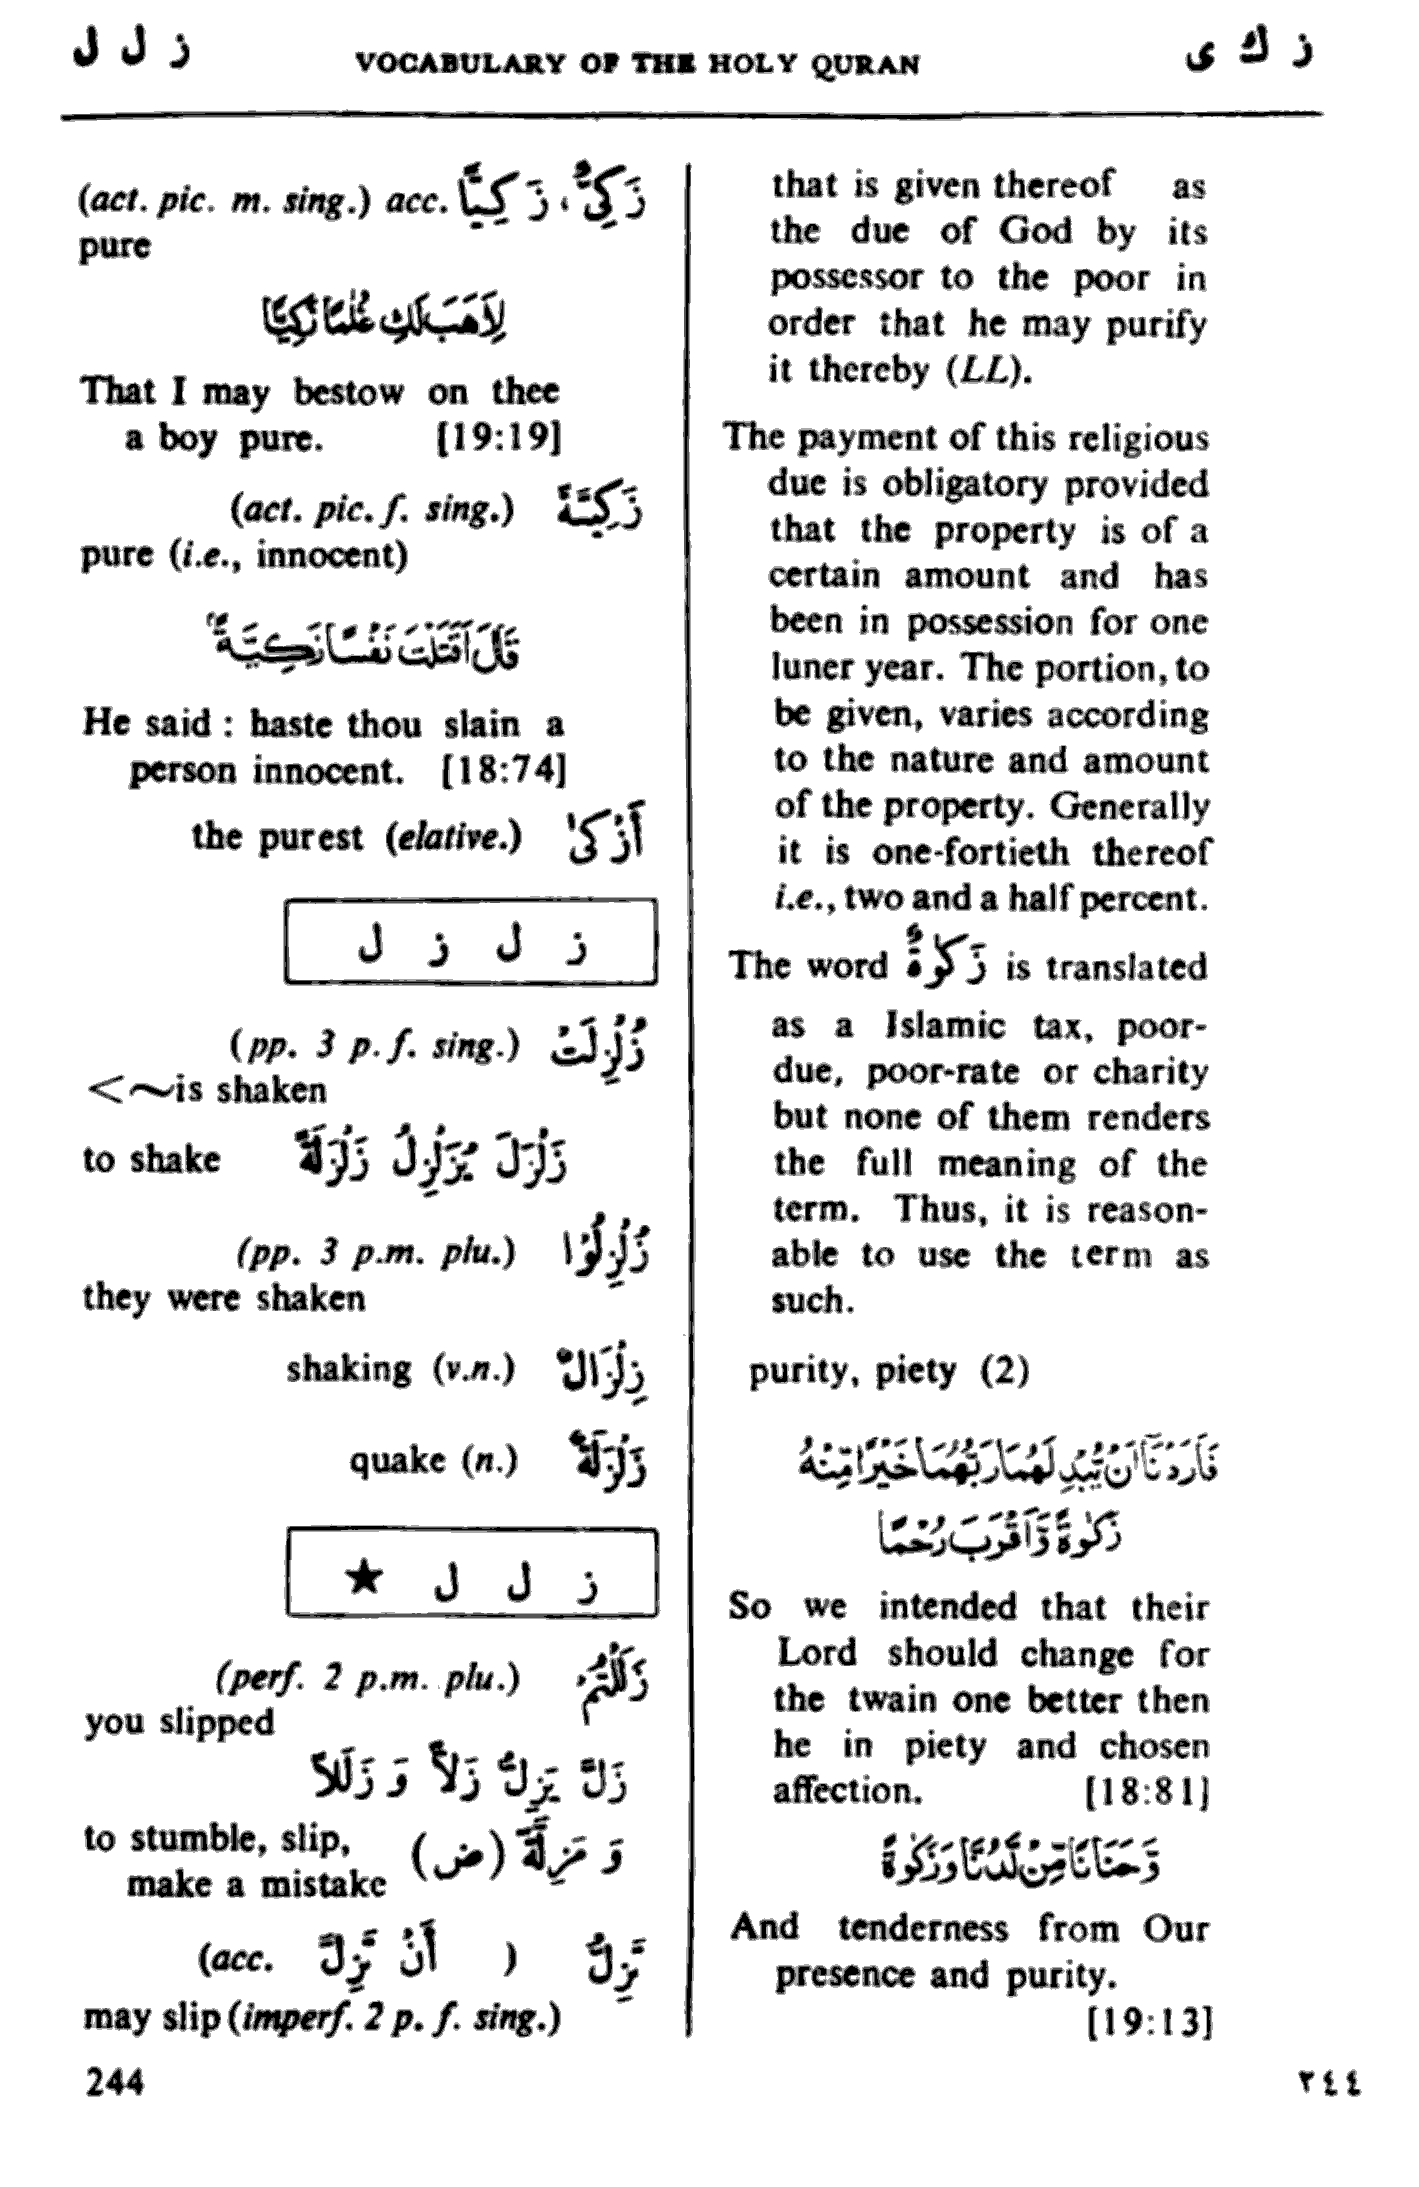 ز ك ى VOCABULARY OF THE HOLY QURAN ز ل ل
that is given thereof as
the due of God by its
possessor to the poor in
order that he may purify
it thereby (LL).
The payment of this religious
due is obligatory provided
that the property is of a
certain amount and has
been in possession for one
luner year. The portion, to
be given, varies according
to the nature and amount
of the property. Generally
it is one-fortieth thereof
i.e., two and a half percent.
The word زَكٰوةٌ is translated
as a Islamic tax, poor-
due, poor-rate or charity
but none of them renders
the full meaning of the
term. Thus, it is reason-
able to use the term as
such.
purity, piety (2)
فَاَرَدْنَآ اَنْ يُّبْدِلَهُمَا رَبُّهُمَا خَيْرًا مِّنْهُ
زَكٰوةً وَّاَقْرَبَ رُحْمًا
So we intended that their
Lord should change for
the twain one better then
he in piety and chosen
affection. [18:81]
وَّحَنَانًا مِّنْ لَّدُنَّا وَزَكٰوةً
And tenderness from Our
presence and purity.
[19:13]
زَكِيٌّ، زَكِيًّا (act. pic. m. sing.) acc.
pure
لِاَهَبَ لَكِ غُلٰمًا زَكِيًّا
That I may bestow on thee
a boy pure. [19:19]
زَكِيَّةً (act. pic. f. sing.)
pure (i.e., innocent)
قَالَ اَقَتَلْتَ نَفْسًا زَكِيَّةً ۢ
He said : haste thou slain a
person innocent. [18:74]
the purest (elative.) أَزْكىٰ
ز ل ز ل
زُلْزِلَتْ (pp. 3 p. f. sing.)
<~is shaken
to shake زَلْزَلَ يُزَلْزِلُ زَلْزَلَةً
زُلْزِلُوْا (pp. 3 p.m. plu.)
they were shaken
shaking (v.n.) زِلْزَالٌ
quake (n.) زَلْزَلَةٌ
ز ل ل ★
زَلَلْتُمْ (perf. 2 p.m. plu.)
you slipped
زَلَّ يَزِلُّ زَلاًّ وَ زَلَلاً
to stumble, slip, وَ مَزِلَّةً (ض)
make a mistake
تَزِلُّ ( أَنْ تَزِلَّ (acc.
may slip (imperf. 2 p. f. sing.)
244 ٢٤٤